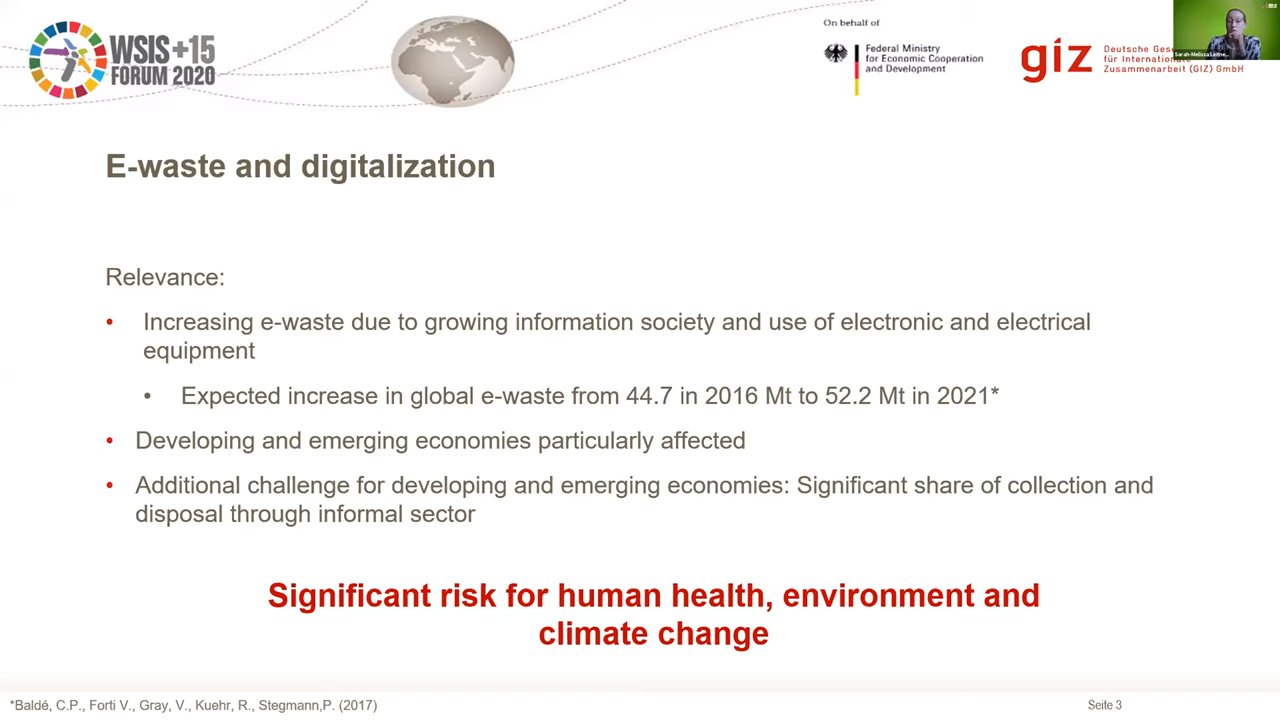 WSIS+15
FORUM 2020
On behalf of
Federal Ministry
for Economic Cooperation
and Development
giz
Deutsche
für Internationale
Zusammenarbeit (GIZ) GmbH
E-waste and digitalization
Relevance:
• Increasing e-waste due to growing information society and use of electronic and electrical
equipment
• Expected increase in global e-waste from 44.7 in 2016 Mt to 52.2 Mt in 2021*
• Developing and emerging economies particularly affected
• Additional challenge for developing and emerging economies: Significant share of collection and
disposal through informal sector
Significant risk for human health, environment and
climate change
*Baldé, C.P., Forti V., Gray, V., Kuehr, R., Stegmann,P. (2017)
Seite 3